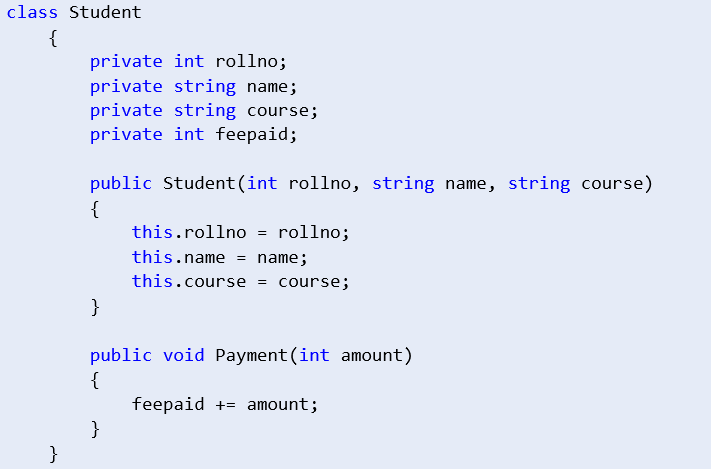 class Student
    {
        private int rollno;
        private string name;
        private string course;
        private int feepaid;

        public Student(int rollno, string name, string course)
        {
            this.rollno = rollno;
            this.name = name;
            this.course = course;
        }

        public void Payment(int amount)
        {
            feepaid += amount;
        }
    }